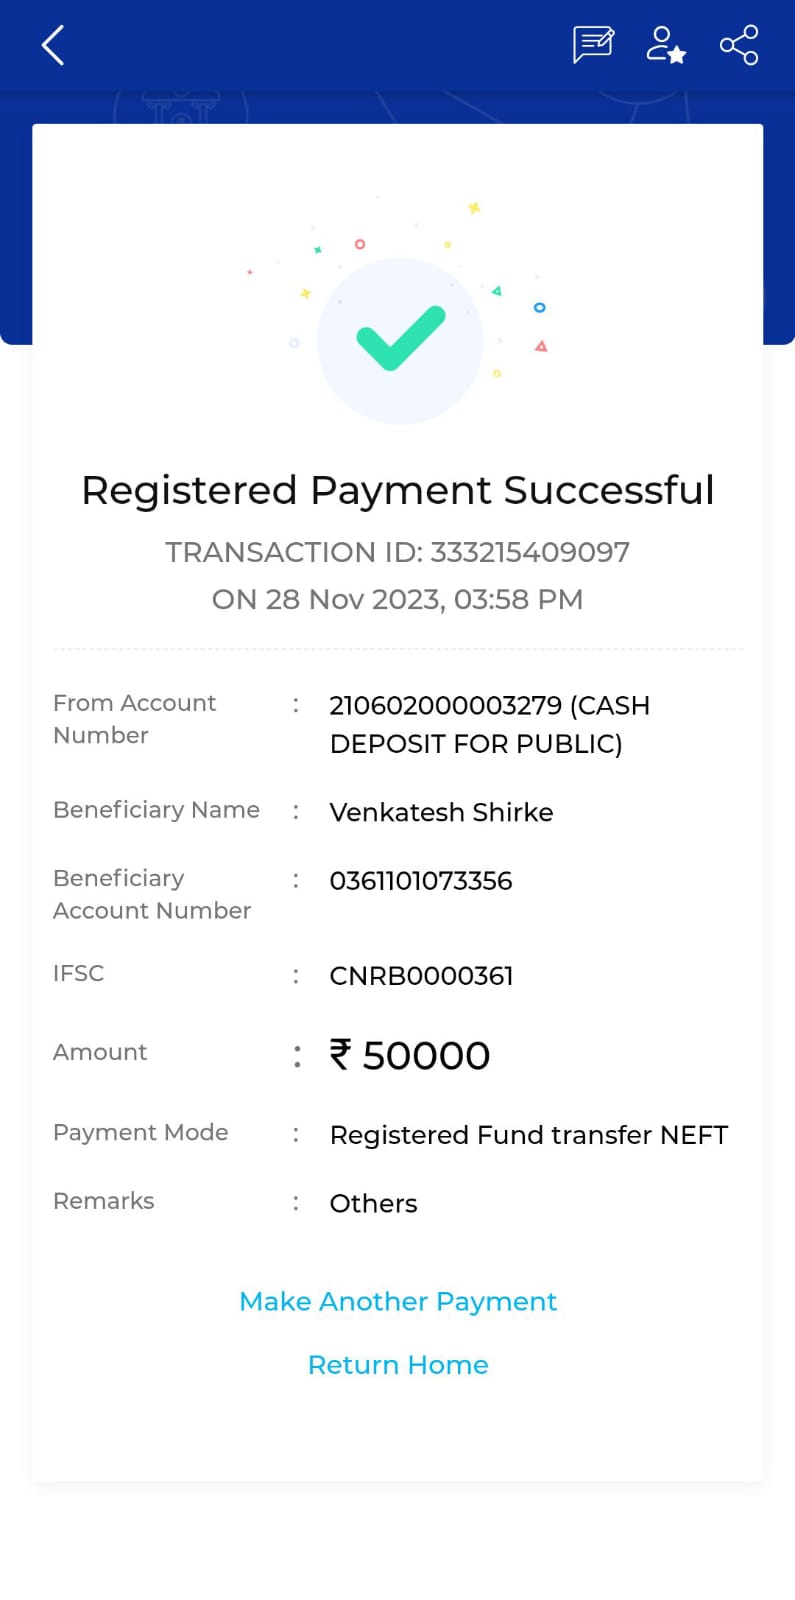 Registered Payment Successful
TRANSACTION ID: 333215409097
ON 28 Nov 2023, 03:58 PM
From Account Number : 210602000003279 (CASH DEPOSIT FOR PUBLIC)
Beneficiary Name : Venkatesh Shirke
Beneficiary Account Number : 0361101073356
IFSC : CNRB0000361
Amount : ₹ 50000
Payment Mode : Registered Fund transfer NEFT
Remarks : Others
Make Another Payment
Return Home